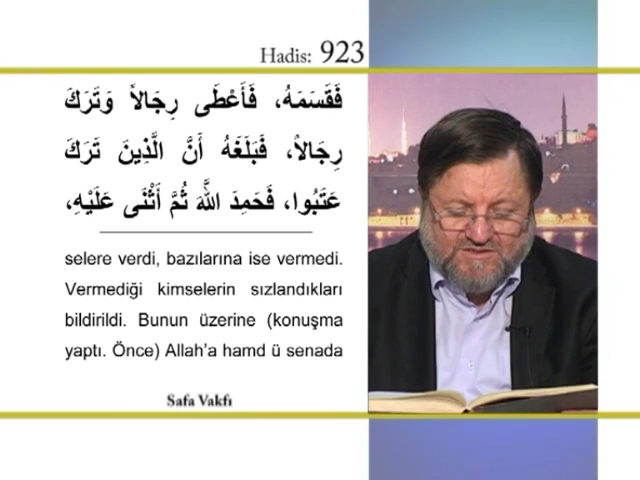 Hadis: 923
فَقَسَمَهُ، فَأَعْطَى رِجَالاً وَتَرَكَ
رِجَالاً، فَبَلَغَهُ أَنَّ الَّذِينَ تَرَكَ
عَتَبُوا، فَحَمِدَ اللَّهَ ثُمَّ أَثْنَى عَلَيْهِ،
selere verdi, bazılarına ise vermedi.
Vermediği kimselerin sızlandıkları
bildirildi. Bunun üzerine (konuşma
yaptı. Önce) Allah'a hamd ü senada
Safa Vakfı